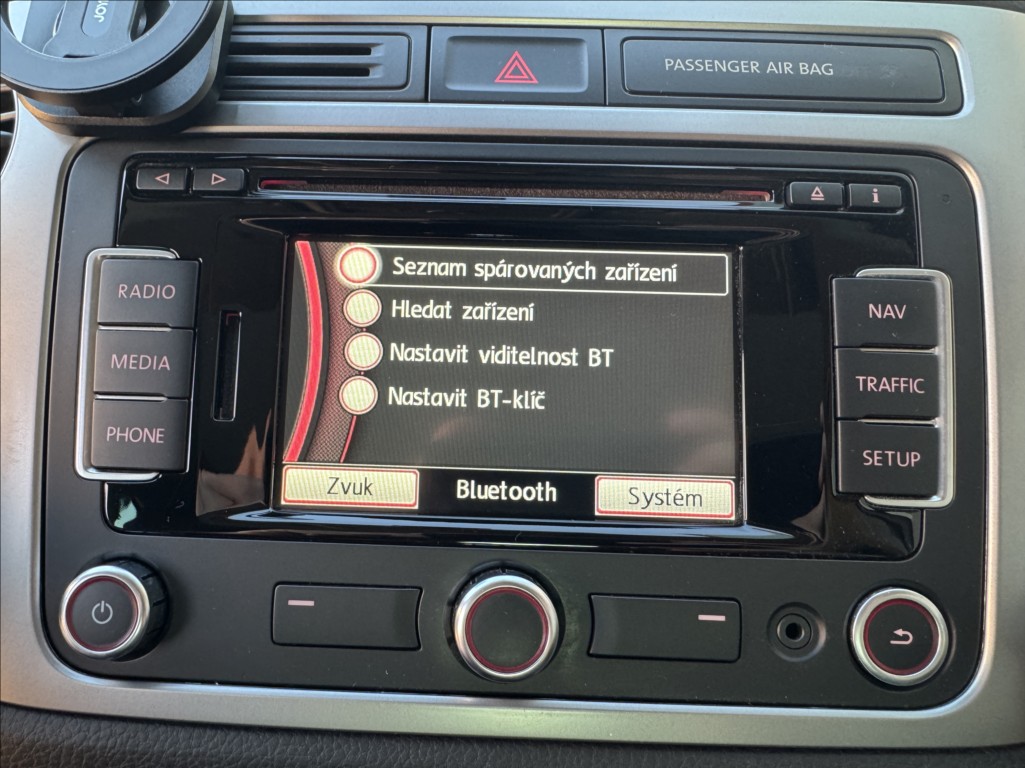 JOY
PASSENGER AIR BAG
RADIO
MEDIA
PHONE
Seznam spárovaných zařízení
Hledat zařízení
Nastavit viditelnost BT
Nastavit BT-klíč
Zvuk
Bluetooth
Systém
i
NAV
TRAFFIC
SETUP